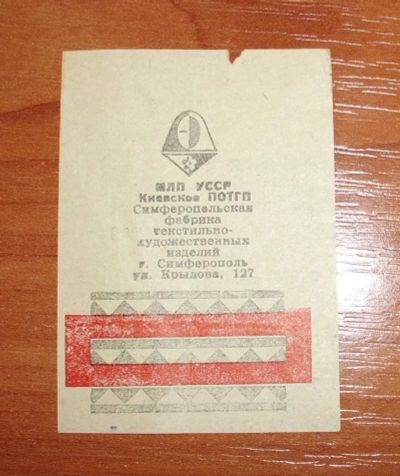 МЛП УССР
Киевское ПОТГП
Симферопольская
фабрика
текстильно-
художественных
изделий
г. Симферополь
ул. Крылова, 127